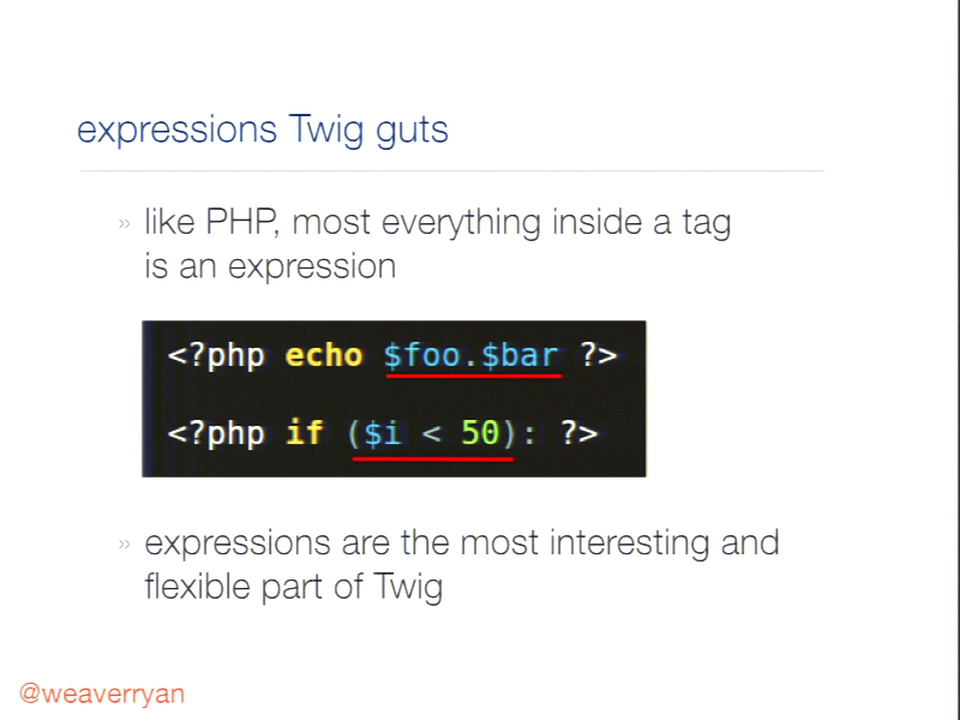 expressions Twig guts
» like PHP, most everything inside a tag
is an expression
<?php echo $foo.$bar ?>
<?php if ($i < 50): ?>
» expressions are the most interesting and
flexible part of Twig
@weaverryan